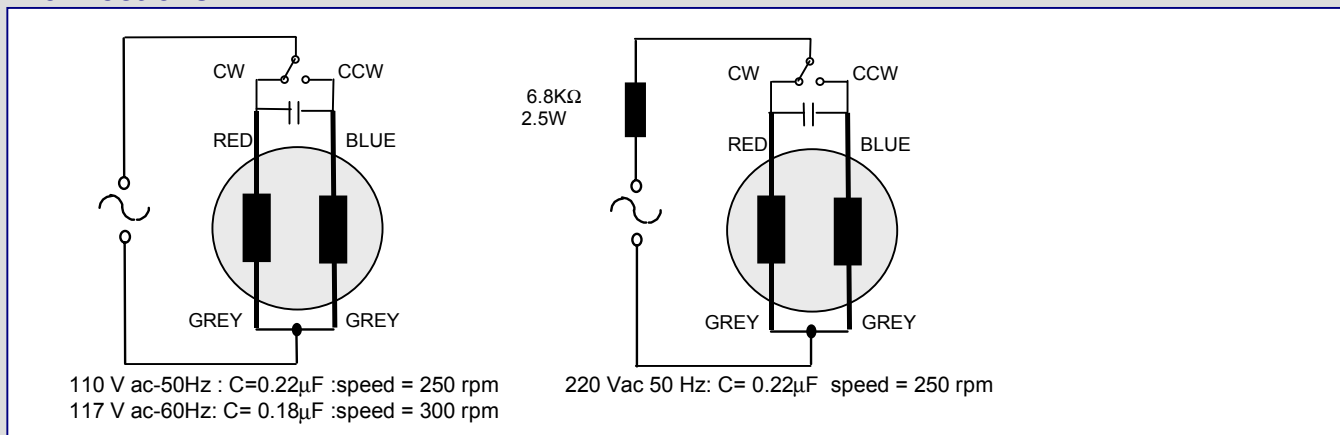 CW CCW
RED BLUE
GREY GREY
110 V ac-50Hz : C=0.22μF :speed = 250 rpm
117 V ac-60Hz: C= 0.18μF :speed = 300 rpm
6.8KΩ
2.5W
CW CCW
RED BLUE
GREY GREY
220 Vac 50 Hz: C= 0.22μF speed = 250 rpm